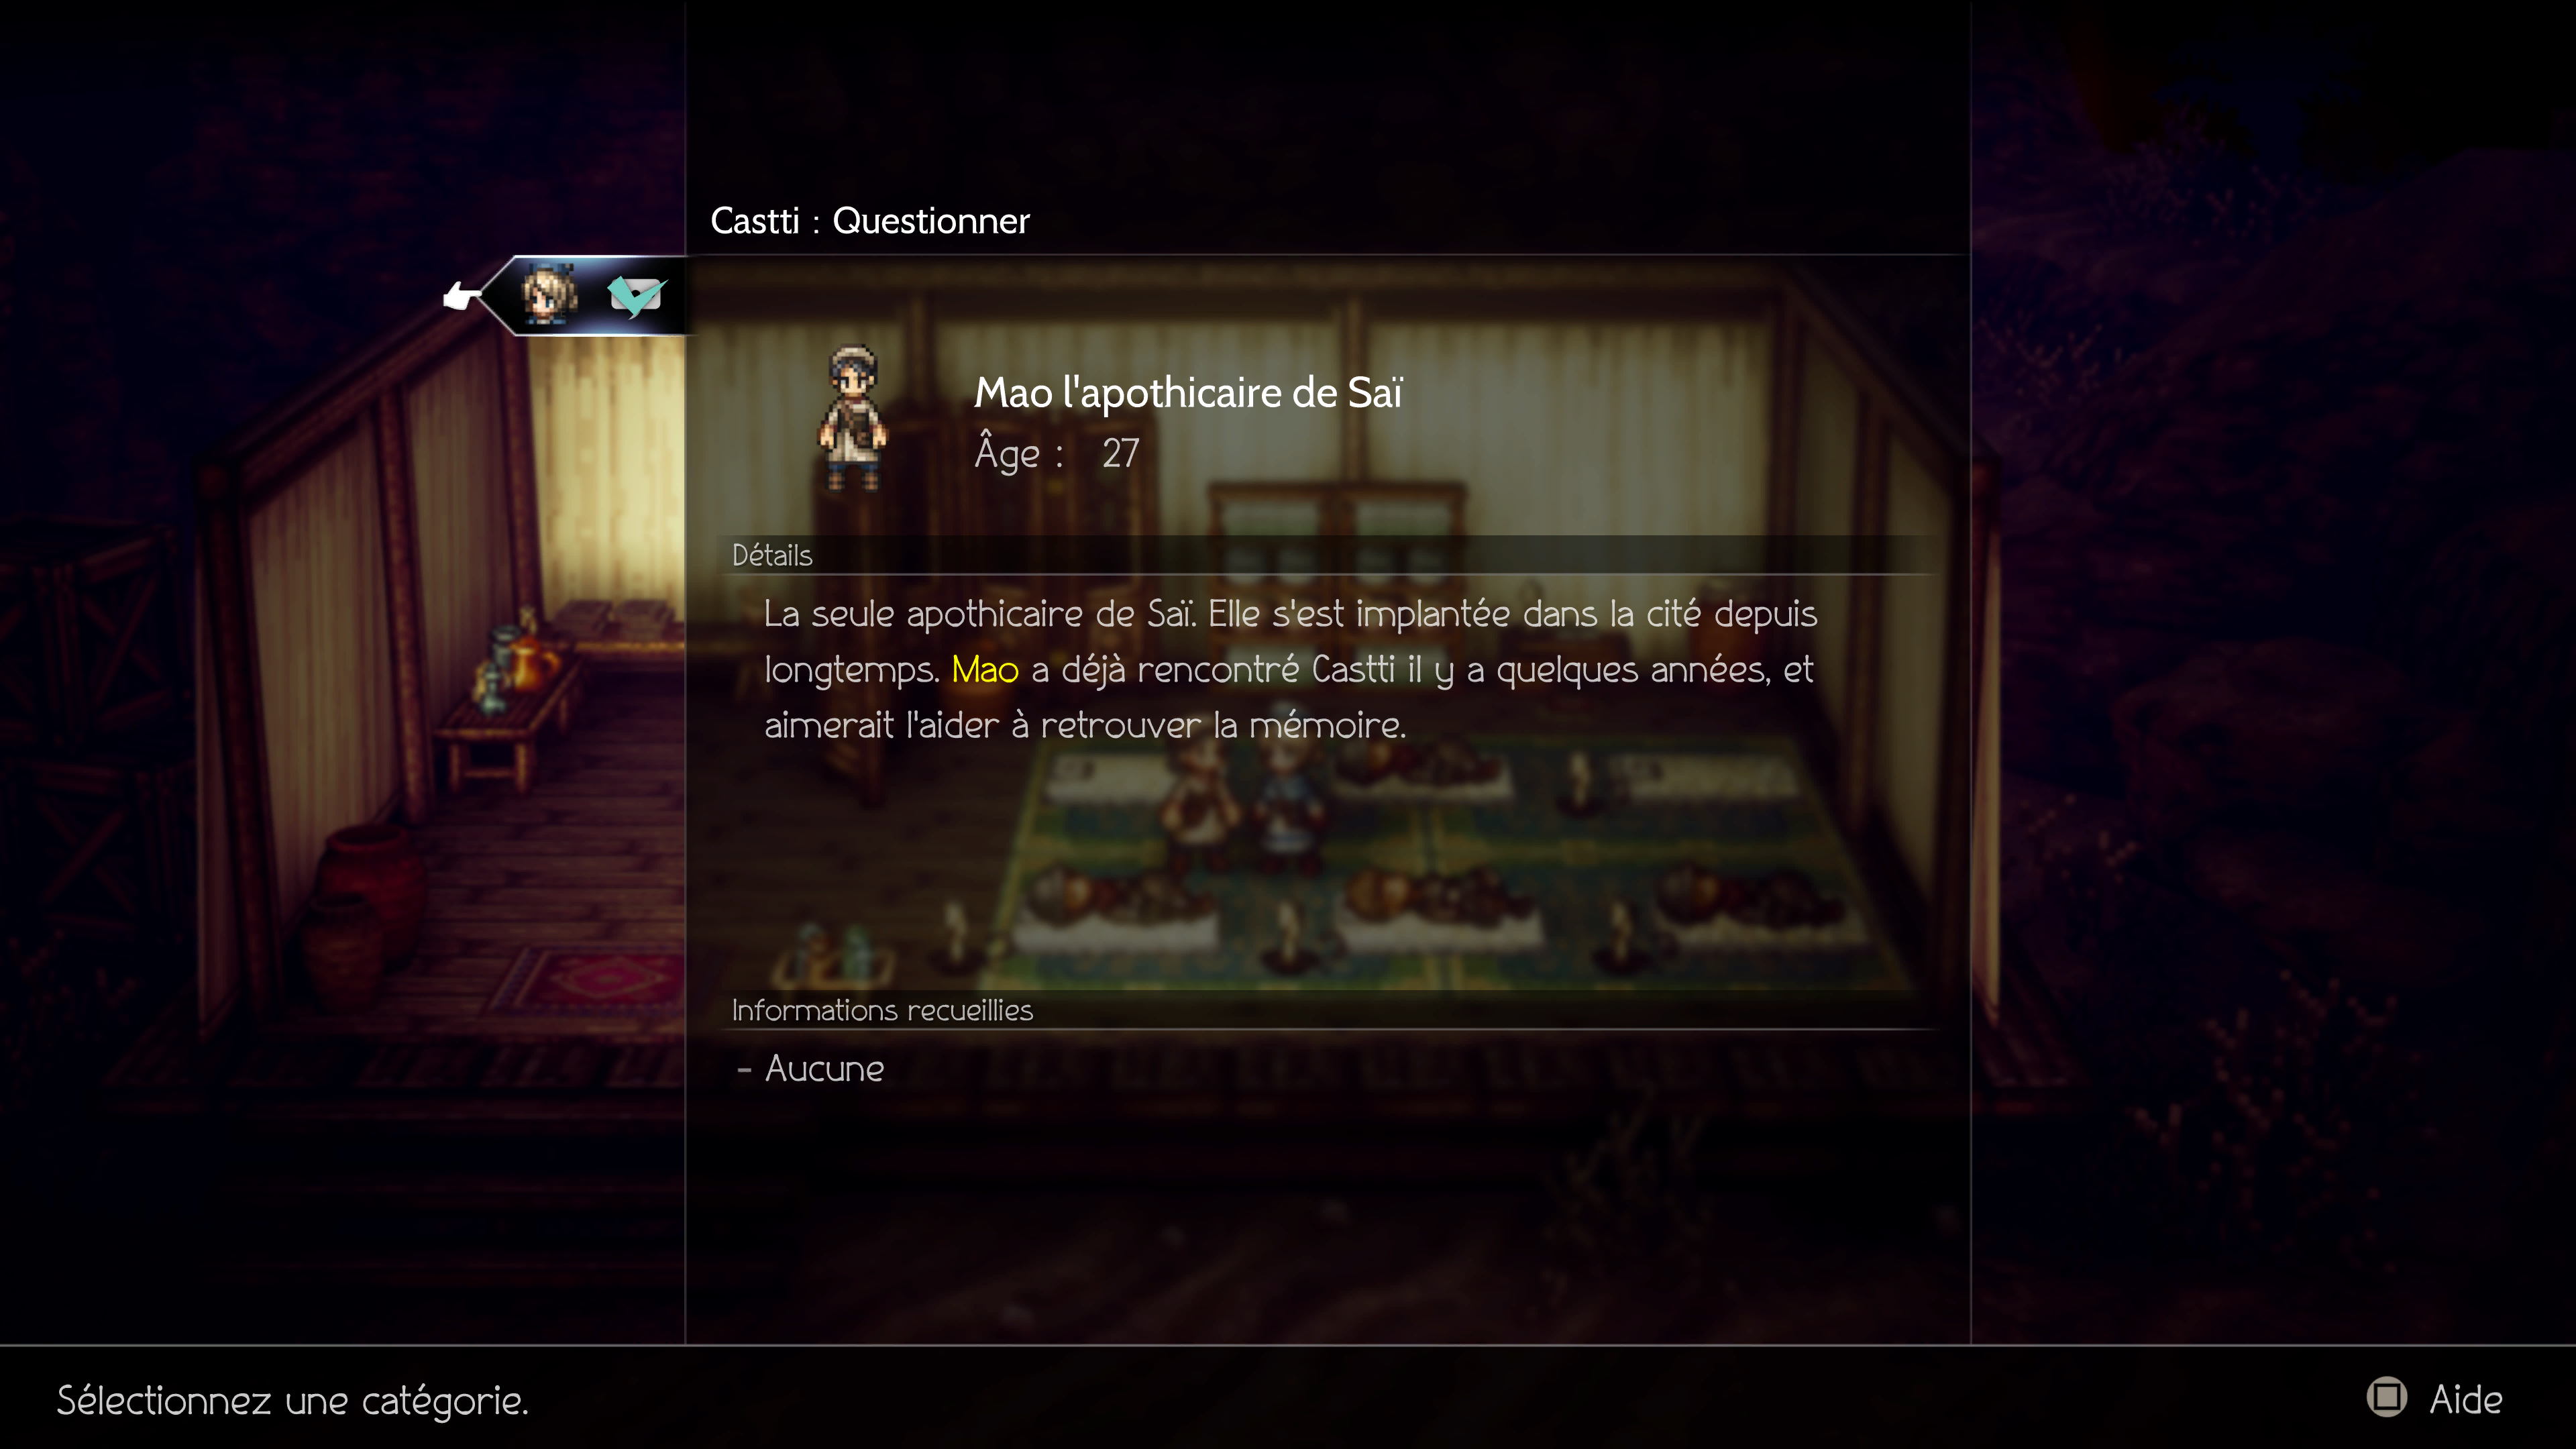 Castti : Questionner
Mao l'apothicaire de Saï
Âge : 27
Détails
La seule apothicaire de Saï. Elle s'est implantée dans la cité depuis
longtemps. Mao a déjà rencontré Castti il y a quelques années, et
aimerait l'aider à retrouver la mémoire.
Informations recueillies
- Aucune
Sélectionnez une catégorie.
Aide